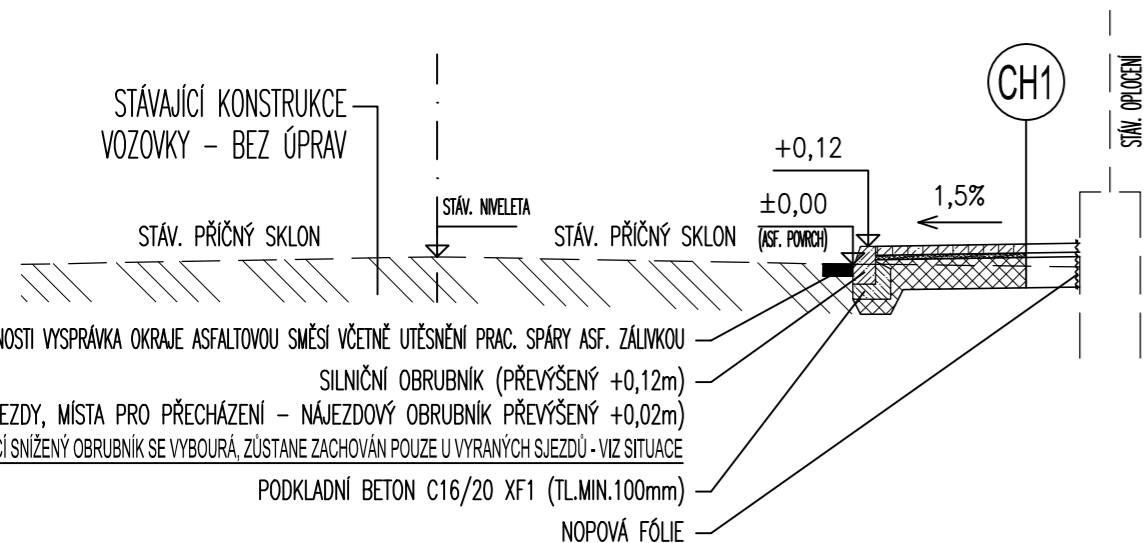 STÁVAJÍCÍ KONSTRUKCE
VOZOVKY – BEZ ÚPRAV
CH1
STÁV. OPLOCENÍ
+0,12
±0,00
(ASF. POVRCH)
1,5%
STÁV. NIVELETA
STÁV. PŘÍČNÝ SKLON
STÁV. PŘÍČNÝ SKLON
VYSPRÁVKA OKRAJE ASFALTOVOU SMĚSÍ VČETNĚ UTĚSNĚNÍ PRAC. SPÁRY ASF. ZÁLIVKOU
SILNIČNÍ OBRUBNÍK (PŘEVÝŠENÝ +0,12m)
MÍSTA PRO PŘECHÁZENÍ – NÁJEZDOVÝ OBRUBNÍK PŘEVÝŠENÝ +0,02m)
SNÍŽENÝ OBRUBNÍK SE VYBOURÁ, ZŮSTANE ZACHOVÁN POUZE U VYRANÝCH SJEZDŮ - VIZ SITUACE
PODKLADNÍ BETON C16/20 XF1 (TL.MIN.100mm)
NOPOVÁ FÓLIE